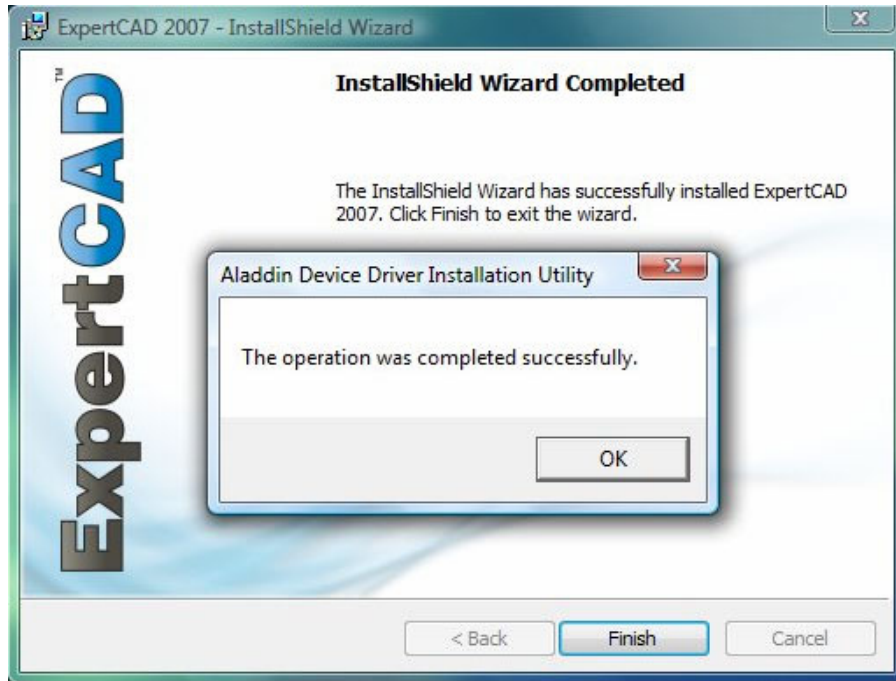 ExpertCAD 2007 - InstallShield Wizard
ExpertCAD™
InstallShield Wizard Completed
The InstallShield Wizard has successfully installed ExpertCAD
2007. Click Finish to exit the wizard.
Aladdin Device Driver Installation Utility
The operation was completed successfully.
OK
< Back
Finish
Cancel